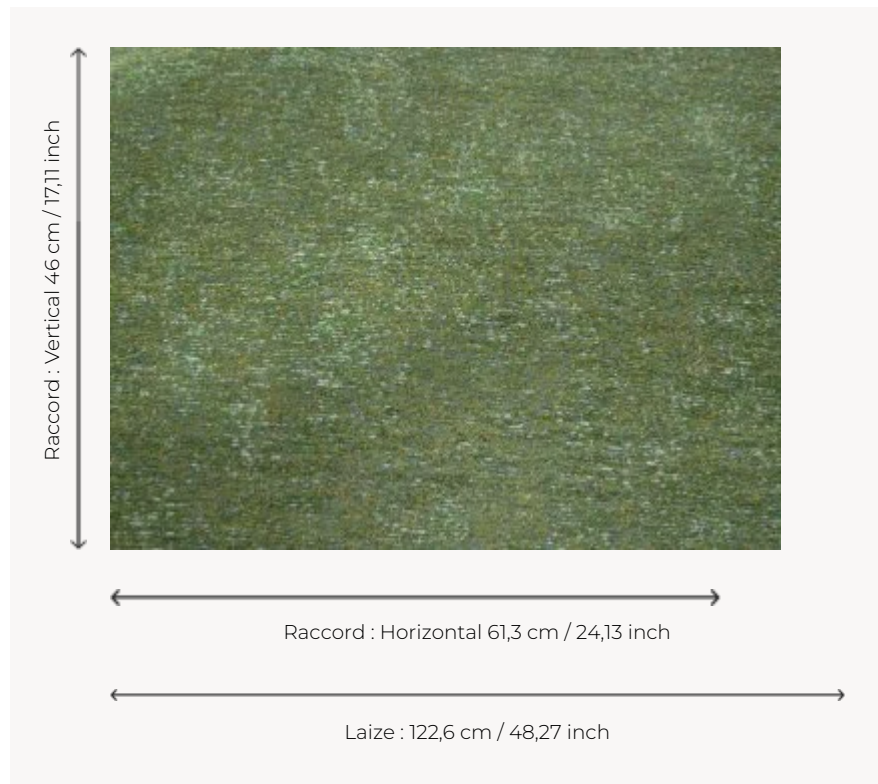 Raccord : Vertical 46 cm / 17,11 inch
Raccord : Horizontal 61,3 cm / 24,13 inch
Laize : 122,6 cm / 48,27 inch